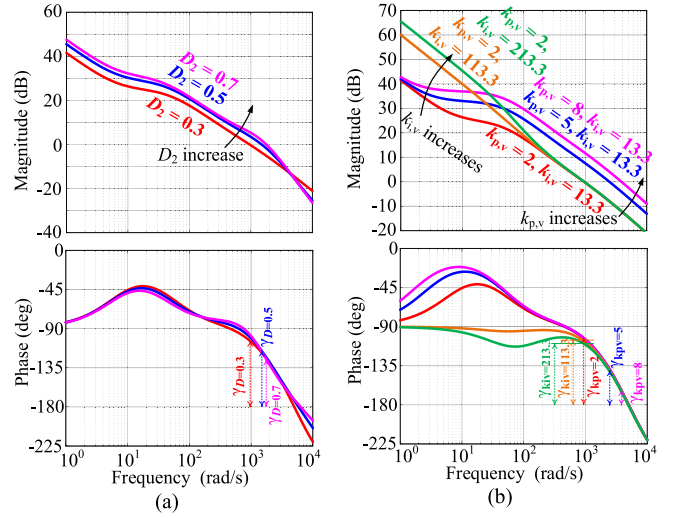 60
40
20
0
-20
-40
Magnitude (dB)
D2 = 0.7
D2 = 0.5
D2 = 0.3
D2 increase
0
-45
-90
-135
-180
-225
Phase (deg)
γD=0.3
γD=0.5
γD=0.7
10^0
10^1
10^2
10^3
10^4
Frequency (rad/s)
(a)
70
60
50
40
30
20
10
0
-10
-20
Magnitude (dB)
kp,v = 2,
ki,v = 213.3
kp,v = 2,
ki,v = 113.3
kp,v = 8, ki,v = 13.3
kp,v = 5, ki,v = 13.3
kp,v = 2, ki,v = 13.3
ki,v increases
kp,v increases
0
-45
-90
-135
-180
-225
Phase (deg)
γkiv=213.
γkiv=113.3
γkpv=2
γkpv=5
γkpv=8
10^0
10^1
10^2
10^3
10^4
Frequency (rad/s)
(b)